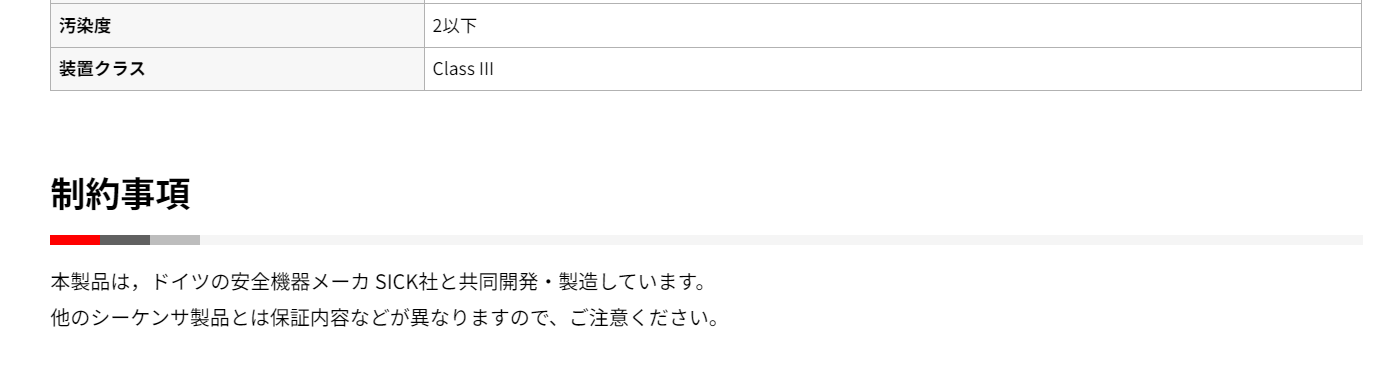 汚染度 2以下
装置クラス Class III
制約事項
本製品は，ドイツの安全機器メーカ SICK社と共同開発・製造しています。
他のシーケンサ製品とは保証内容などが異なりますので、ご注意ください。